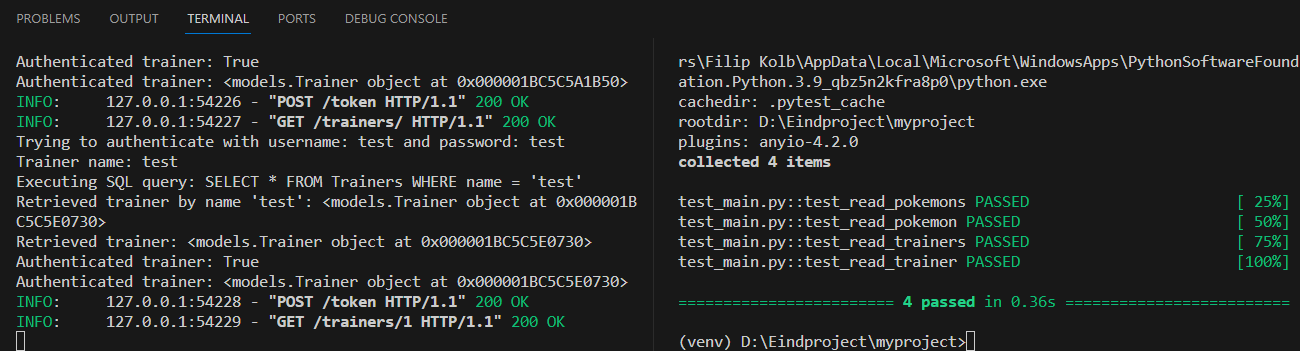 PROBLEMS OUTPUT TERMINAL PORTS DEBUG CONSOLE
Authenticated trainer: True
Authenticated trainer: <models.Trainer object at 0x000001BC5C5A1B50>
INFO: 127.0.0.1:54226 - "POST /token HTTP/1.1" 200 OK
INFO: 127.0.0.1:54227 - "GET /trainers/ HTTP/1.1" 200 OK
Trying to authenticate with username: test and password: test
Trainer name: test
Executing SQL query: SELECT * FROM Trainers WHERE name = 'test'
Retrieved trainer by name 'test': <models.Trainer object at 0x000001B
C5C5E0730>
Retrieved trainer: <models.Trainer object at 0x000001BC5C5E0730>
Authenticated trainer: True
Authenticated trainer: <models.Trainer object at 0x000001BC5C5E0730>
INFO: 127.0.0.1:54228 - "POST /token HTTP/1.1" 200 OK
INFO: 127.0.0.1:54229 - "GET /trainers/1 HTTP/1.1" 200 OK
rs\Filip Kolb\AppData\Local\Microsoft\WindowsApps\PythonSoftwareFound
ation.Python.3.9_qbz5n2kfra8p0\python.exe
cachedir: .pytest_cache
rootdir: D:\Eindproject\myproject
plugins: anyio-4.2.0
collected 4 items
test_main.py::test_read_pokemons PASSED [ 25%]
test_main.py::test_read_pokemon PASSED [ 50%]
test_main.py::test_read_trainers PASSED [ 75%]
test_main.py::test_read_trainer PASSED [100%]
======================== 4 passed in 0.36s =========================
(venv) D:\Eindproject\myproject>